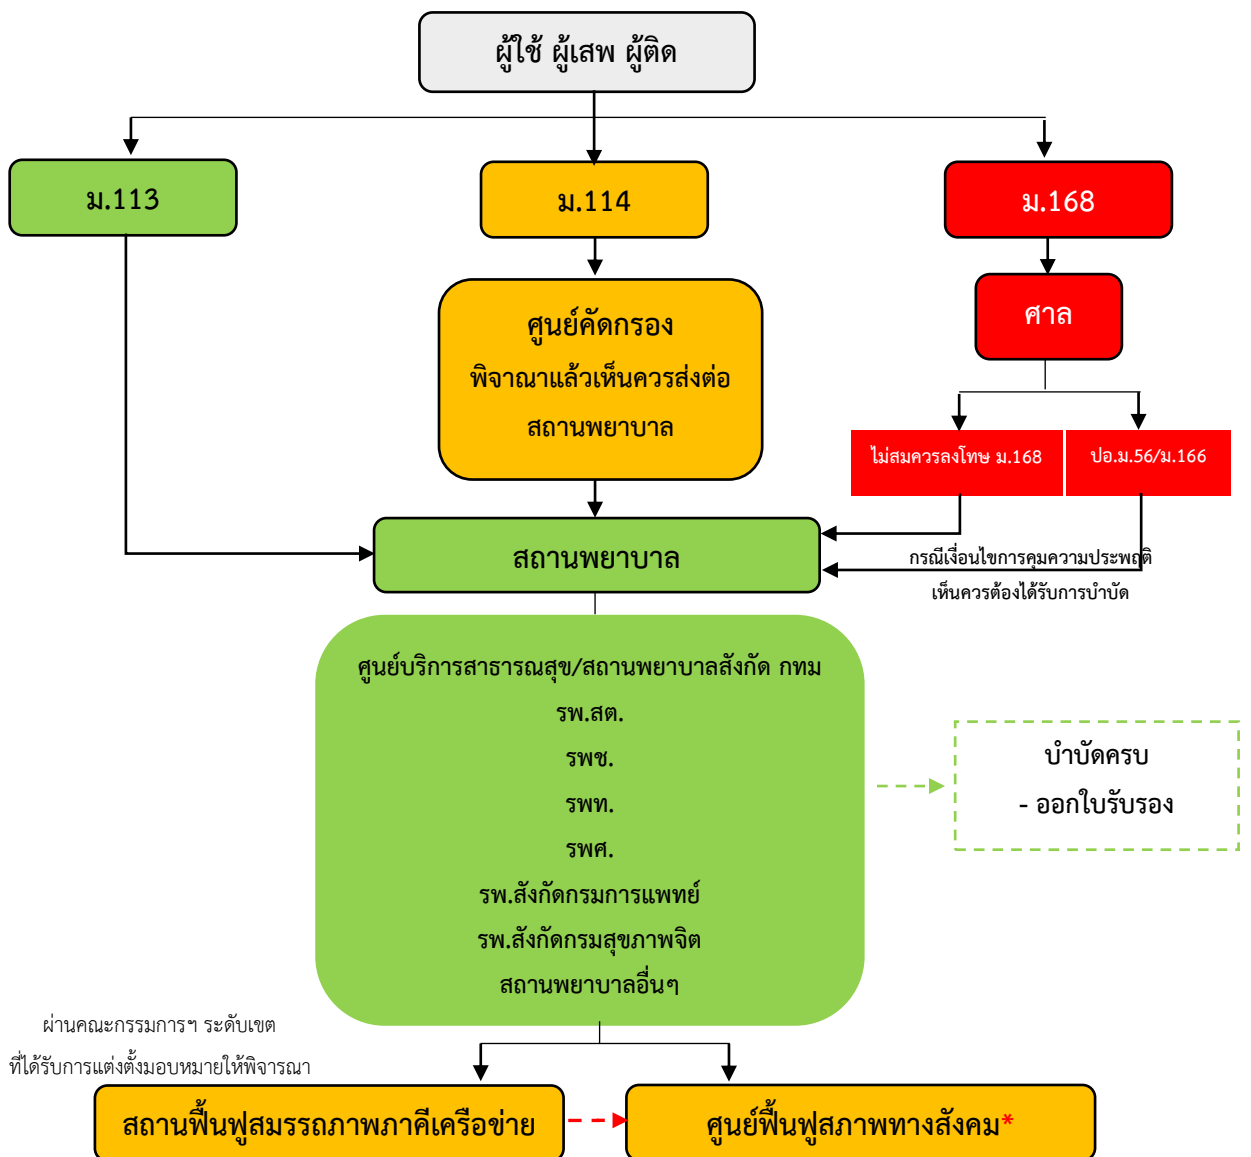 ผู้ใช้ ผู้เสพ ผู้ติด
ม.113
ม.114
ม.168
ศูนย์คัดกรอง
พิจาณาแล้วเห็นควรส่งต่อ
สถานพยาบาล
ศาล
ไม่สมควรลงโทษ ม.168
ปอ.ม.56/ม.166
สถานพยาบาล
กรณีเงื่อนไขการคุมความประพฤติ
เห็นควรต้องได้รับการบำบัด
ศูนย์บริการสาธารณสุข/สถานพยาบาลสังกัด กทม
รพ.สต.
รพช.
รพท.
รพศ.
รพ.สังกัดกรมการแพทย์
รพ.สังกัดกรมสุขภาพจิต
สถานพยาบาลอื่นๆ
บำบัดครบ
- ออกใบรับรอง
ผ่านคณะกรรมการฯ ระดับเขต
ที่ได้รับการแต่งตั้งมอบหมายให้พิจารณา
สถานฟื้นฟูสมรรถภาพภาคีเครือข่าย
ศูนย์ฟื้นฟูสภาพทางสังคม*